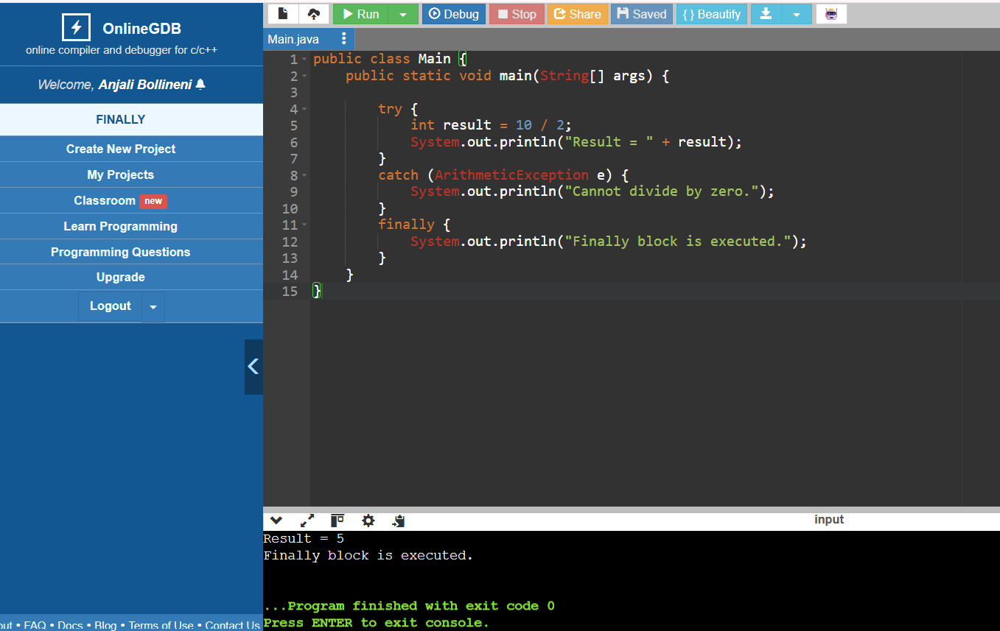 OnlineGDB
online compiler and debugger for c/c++
Welcome, Anjali Bollineni
FINALLY
Create New Project
My Projects
Classroom new
Learn Programming
Programming Questions
Upgrade
Logout
• FAQ • Docs • Blog • Terms of Use • Contact Us
Run Debug Stop Share Saved { } Beautify
Main.java
1 public class Main {
2     public static void main(String[] args) {
3
4         try {
5             int result = 10 / 2;
6             System.out.println("Result = " + result);
7         }
8         catch (ArithmeticException e) {
9             System.out.println("Cannot divide by zero.");
10         }
11         finally {
12             System.out.println("Finally block is executed.");
13         }
14     }
15 }
input
Result = 5
Finally block is executed.
...Program finished with exit code 0
Press ENTER to exit console.